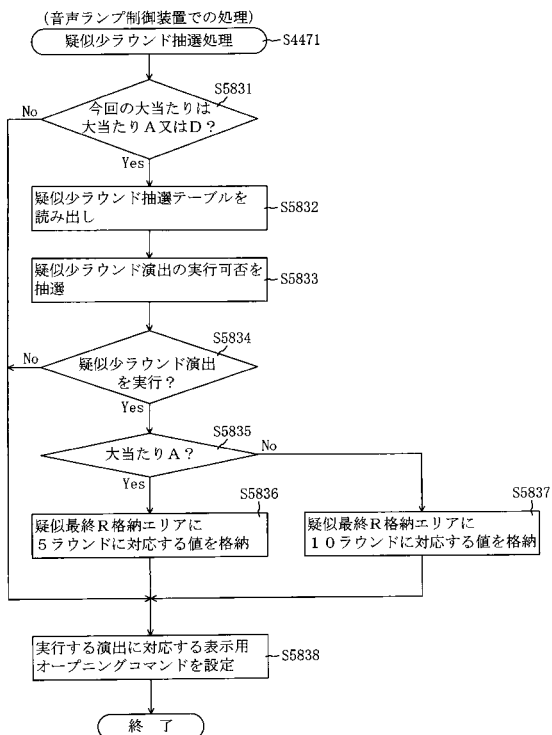 (音声ランプ制御装置での処理)
疑似少ラウンド抽選処理
S4471
S5831
No
今回の大当たりは
大当たりA又はD？
Yes
疑似少ラウンド抽選テーブルを
読み出し
S5832
疑似少ラウンド演出の実行可否を
抽選
S5833
S5834
No
疑似少ラウンド演出
を実行？
Yes
S5835
大当たりA？
No
Yes
S5836
疑似最終R格納エリアに
5ラウンドに対応する値を格納
S5837
疑似最終R格納エリアに
10ラウンドに対応する値を格納
実行する演出に対応する表示用
オープニングコマンドを設定
S5838
終 了